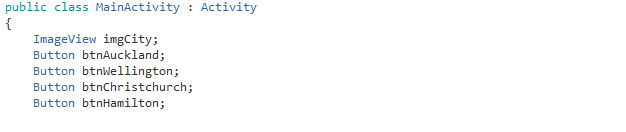 public class MainActivity : Activity
{
ImageView imgCity;
Button btnAuckland;
Button btnWellington;
Button btnChristchurch;
Button btnHamilton;